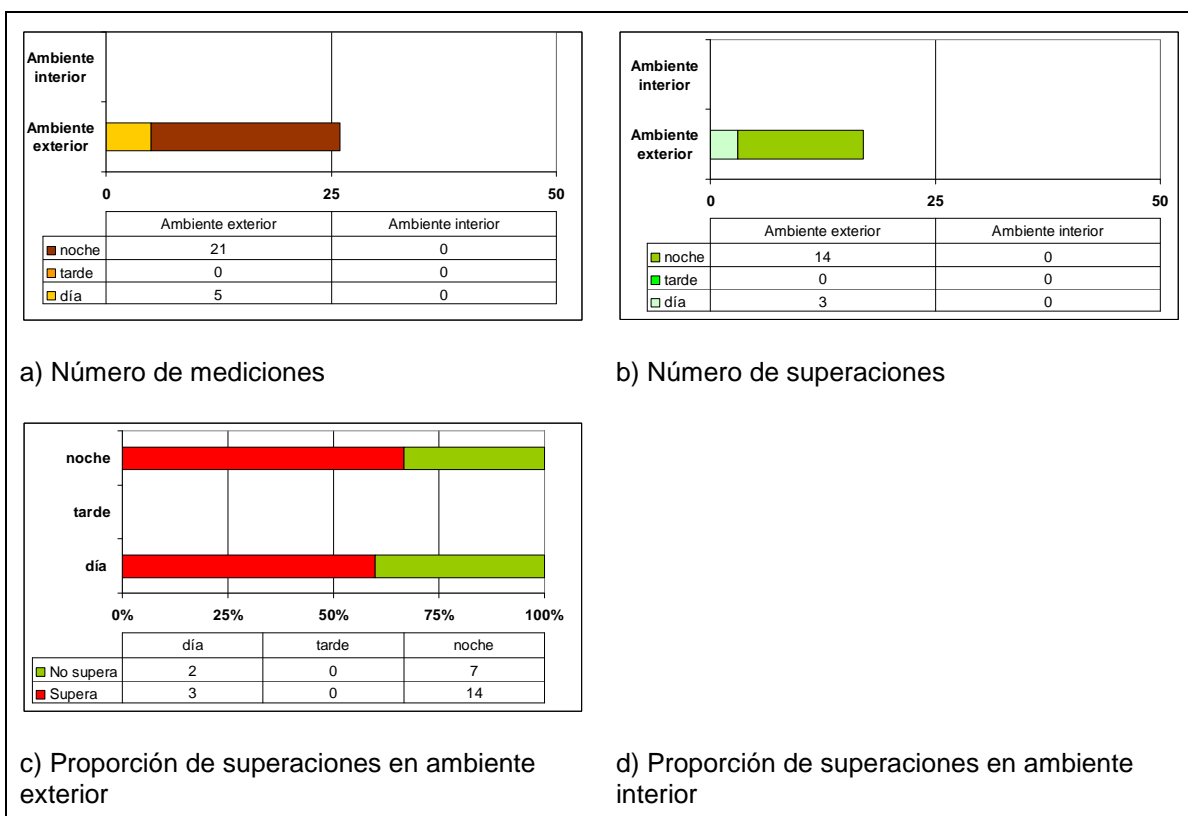 Ambiente
interior
Ambiente
exterior
0 25 50
Ambiente exterior Ambiente interior
noche 21 0
tarde 0 0
día 5 0
a) Número de mediciones
Ambiente
interior
Ambiente
exterior
0 25 50
Ambiente exterior Ambiente interior
noche 14 0
tarde 0 0
día 3 0
b) Número de superaciones
noche
tarde
día
0% 25% 50% 75% 100%
día tarde noche
No supera 2 0 7
Supera 3 0 14
c) Proporción de superaciones en ambiente
exterior
d) Proporción de superaciones en ambiente
interior